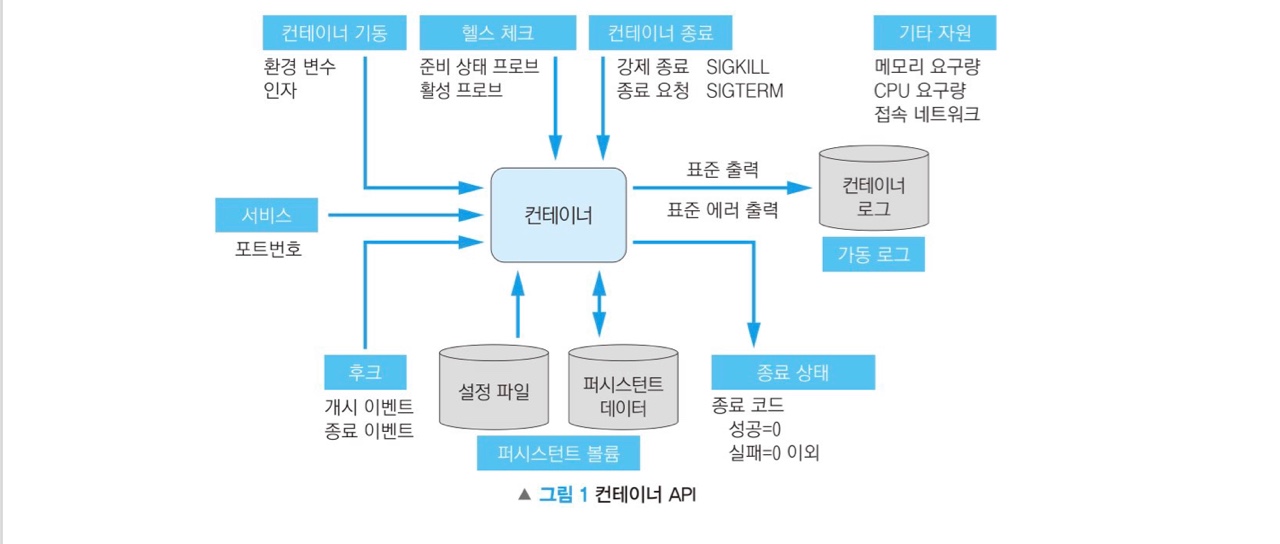 컨테이너 기동
환경 변수
인자
헬스 체크
준비 상태 프로브
활성 프로브
컨테이너 종료
강제 종료 SIGKILL
종료 요청 SIGTERM
기타 자원
메모리 요구량
CPU 요구량
접속 네트워크
서비스
포트번호
컨테이너
표준 출력
표준 에러 출력
컨테이너
로그
가동 로그
후크
개시 이벤트
종료 이벤트
설정 파일
퍼시스턴트
데이터
퍼시스턴트 볼륨
종료 상태
종료 코드
성공=0
실패=0 이외
▲ 그림 1 컨테이너 API